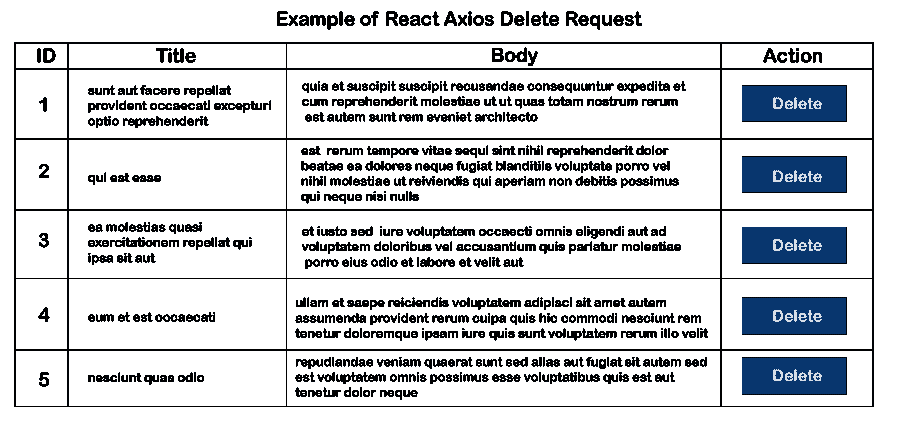 Example of React Axios Delete Request
ID Title Body Action
1
sunt aut facere repellat
provident occaecati excepturi
optio reprehenderit
quia et suscipit suscipit recusandae consequuntur expedita et
cum reprehenderit molestiae ut ut quas totam nostrum rerum
est autem sunt rem eveniet architecto
Delete
2
qui est esse
est rerum tempore vitae sequi sint nihil reprehenderit dolor
beatae ea dolores neque fugiat blanditiis voluptate porro vel
nihil molestiae ut reiviendis qui aperiam non debitis possimus
qui neque nisi nulls
Delete
3
ea molestias quasi
exercitationem repellat qui
ipsa sit aut
et iusto sed iure voluptatem occaecti omnis eligendi aut ad
voluptatem doloribus vel accusantium quis pariatur molestiae
porro eius odio et labore et velit aut
Delete
4
eum et est occaecati
ullam et saepe reiciendis voluptatem adipisci sit amet autem
assumenda provident rerum cuipa quis hic commodi nesciunt rem
tenetur doloremque ipsam iure quis sunt voluptatem rerum illo velit
Delete
5
nesciunt quas odio
repudiandae veniam quaerat sunt sed alias aut fugiat sit autem sed
est voluptatem omnis possimus esse voluptatibus quis est aut
tenetur dolor neque
Delete